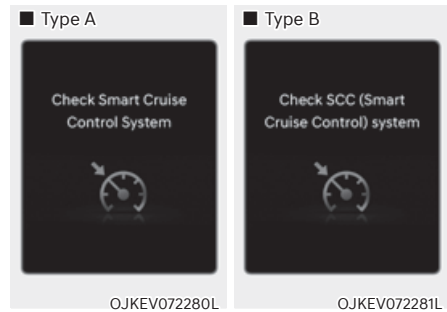 ■ Type A
Check Smart Cruise
Control System
OJKEV072280L
■ Type B
Check SCC (Smart
Cruise Control) system
OJKEV072281L